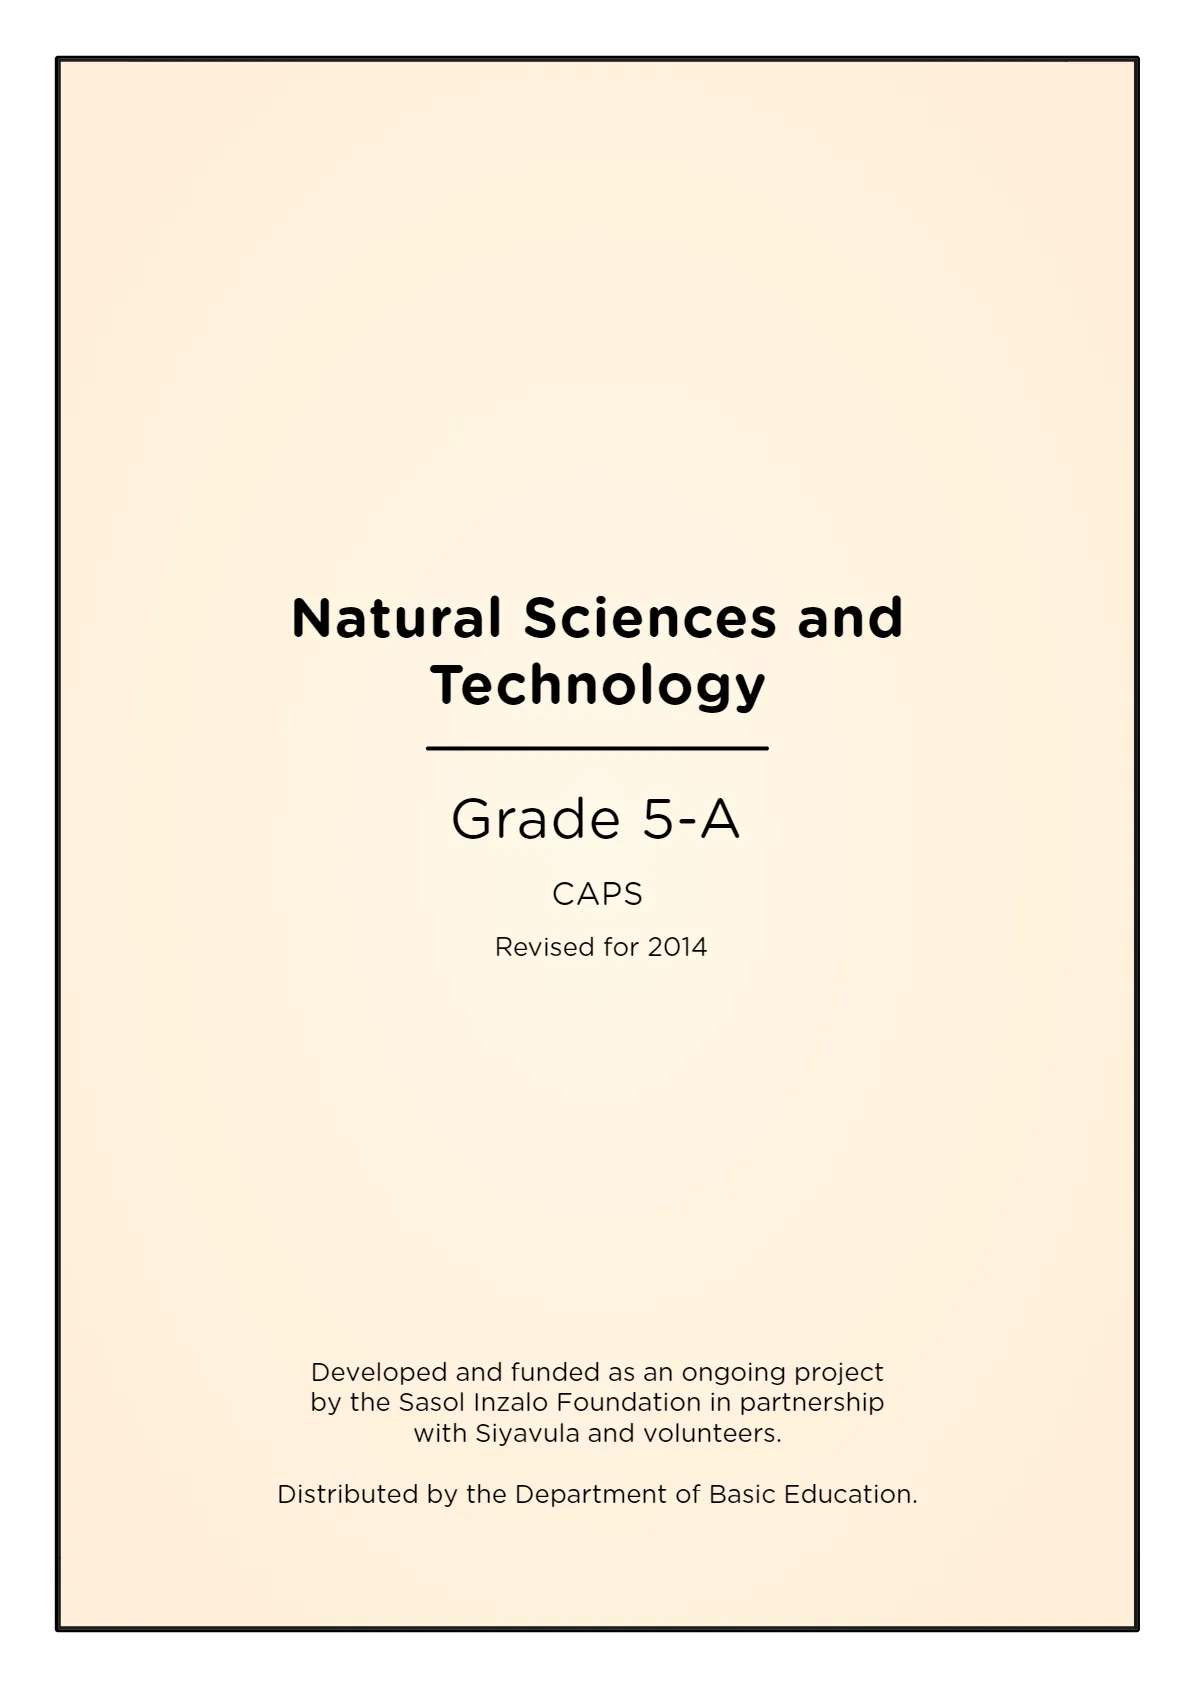 Natural Sciences and
Technology
Grade 5-A
CAPS
Revised for 2014
Developed and funded as an ongoing project
by the Sasol Inzalo Foundation in partnership
with Siyavula and volunteers.
Distributed by the Department of Basic Education.